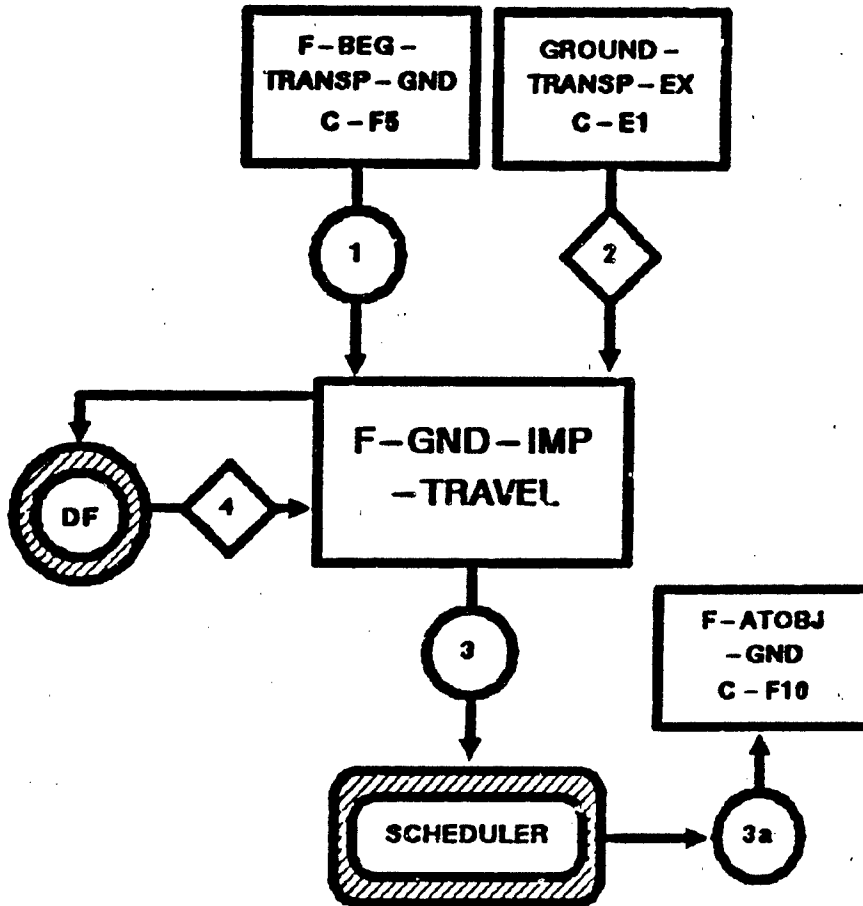 F-BEG-
TRANSP-GND
C-F5
GROUND-
TRANSP-EX
C-E1
1
2
F-GND-IMP
-TRAVEL
DF
4
3
F-ATOBJ
-GND
C-F10
SCHEDULER
3a